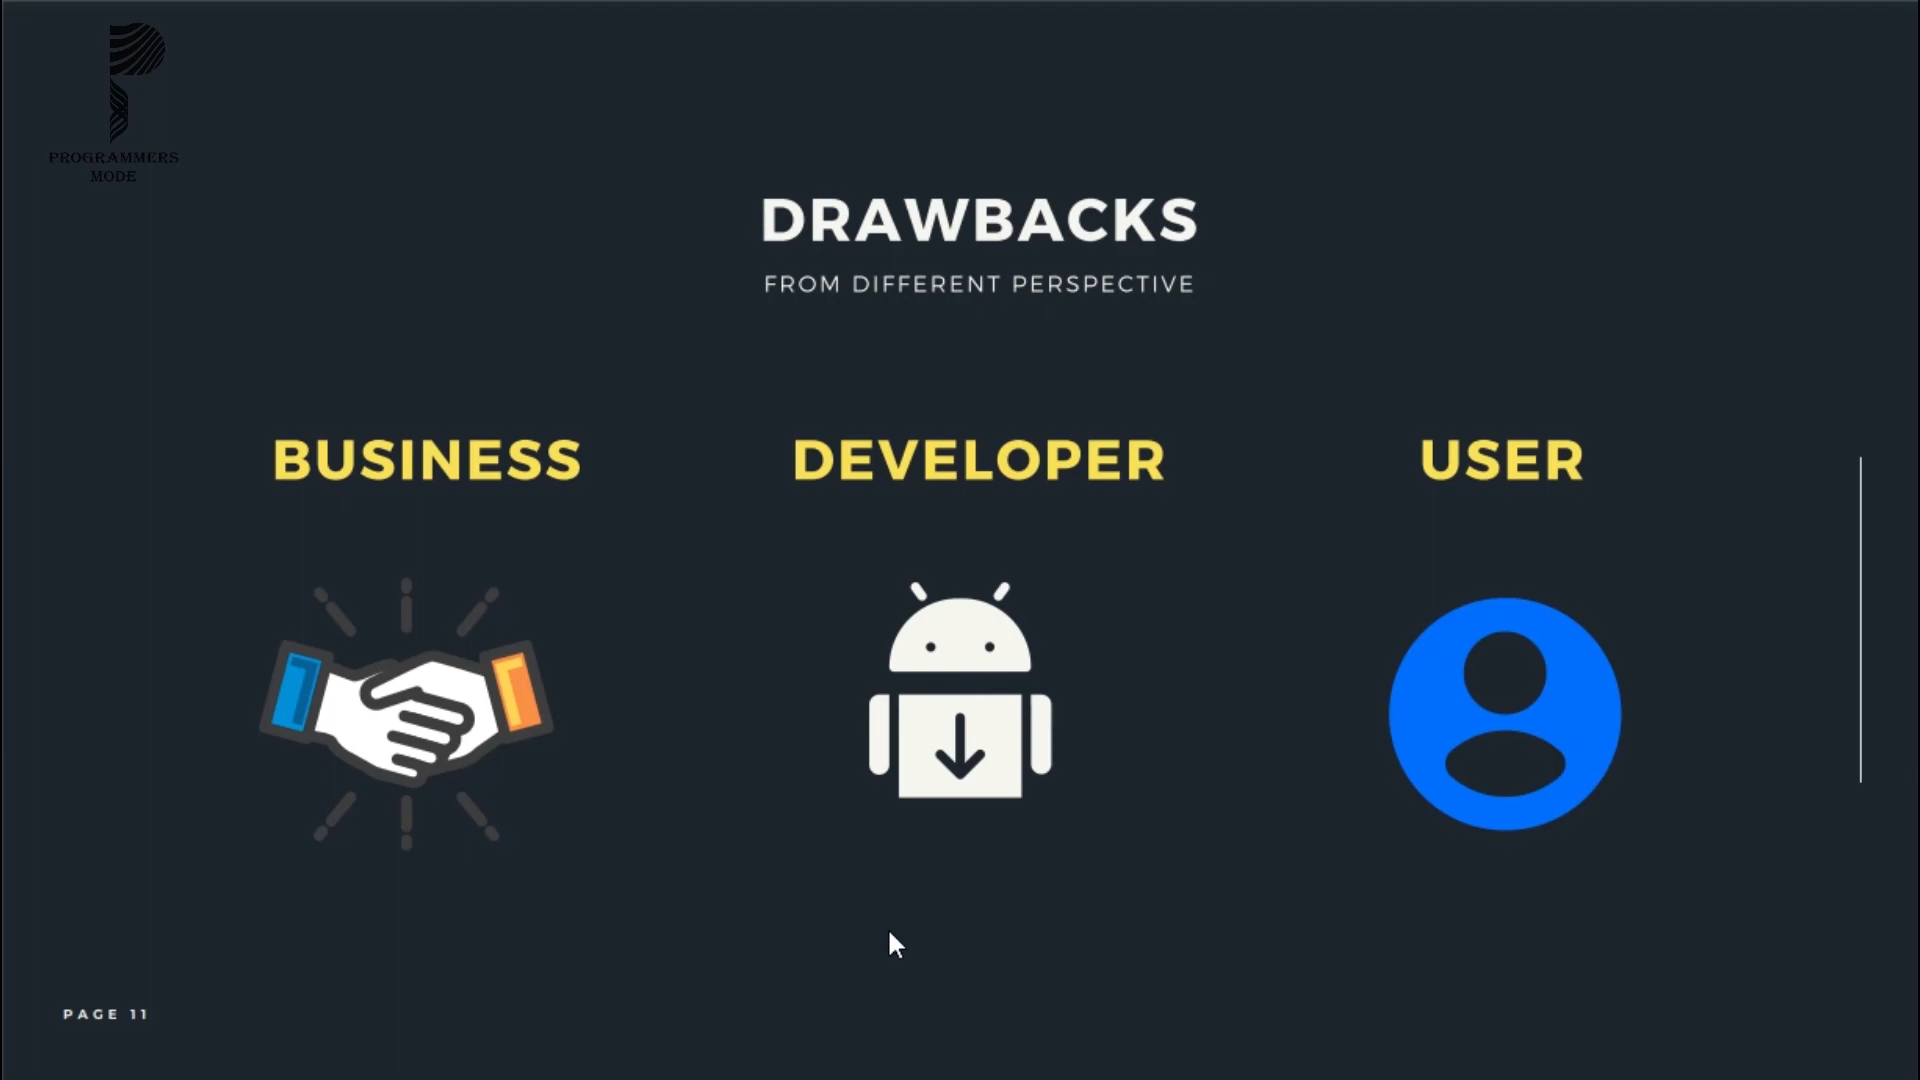 PROGRAMMERS
MODE
DRAWBACKS
FROM DIFFERENT PERSPECTIVE
BUSINESS
DEVELOPER
USER
PAGE 11